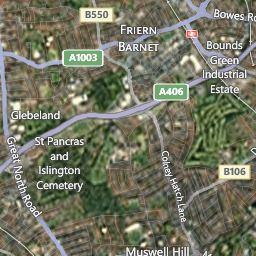 B550
Bowes Ro
FRIERN
BARNET
A1003
Bounds
Green
Industrial
Estate
A406
Glebeland
St Pancras
and
Islington
Cemetery
Great North Road
Colney Hatch Lane
B106
Muswell Hill